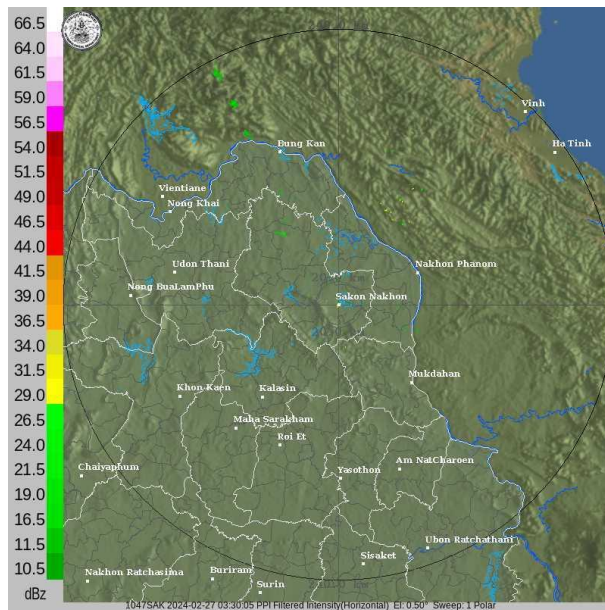 66.5
64.0
61.5
59.0
56.5
54.0
51.5
49.0
46.5
44.0
41.5
39.0
36.5
34.0
31.5
29.0
26.5
24.0
21.5
19.0
16.5
11.5
10.5
dBz
Vinh
Ha Tinh
Bung Kan
Vientiane
Nong Khai
Udon Thani
Nakhon Phanom
Nong BuaLamPhu
Sakon Nakhon
Mukdahan
Khon Kaen
Kalasin
Maha Sarakham
Roi Et
Chaiyaphum
Yasothon
Am NatCharoen
Ubon Ratchathani
Sisaket
Nakhon Ratchasima
Buriram
Surin
1047SAK 2024-02-27 03:30:05 PPI Filtered Intensity(Horizontal) El: 0.50° Sweep: 1 Polar